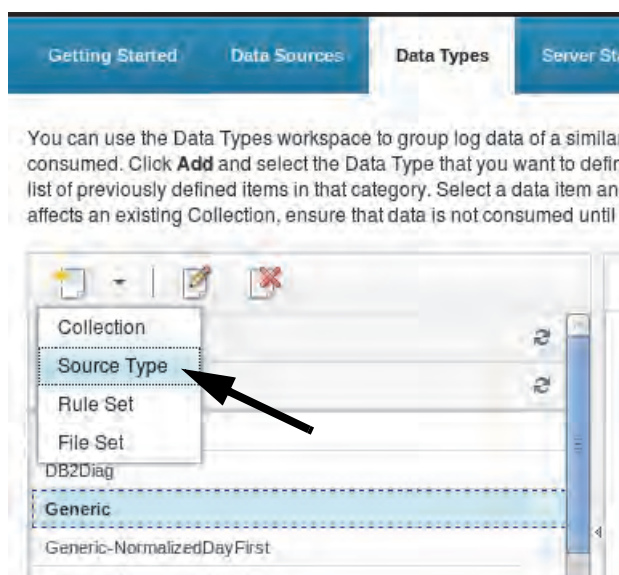 Getting Started Data Sources Data Types Server Sta
You can use the Data Types workspace to group log data of a similar
consumed. Click Add and select the Data Type that you want to defin
list of previously defined items in that category. Select a data item an
affects an existing Collection, ensure that data is not consumed until
Collection
Source Type
Rule Set
File Set
DB2Diag
Generic
Generic-NormalizedDayFirst